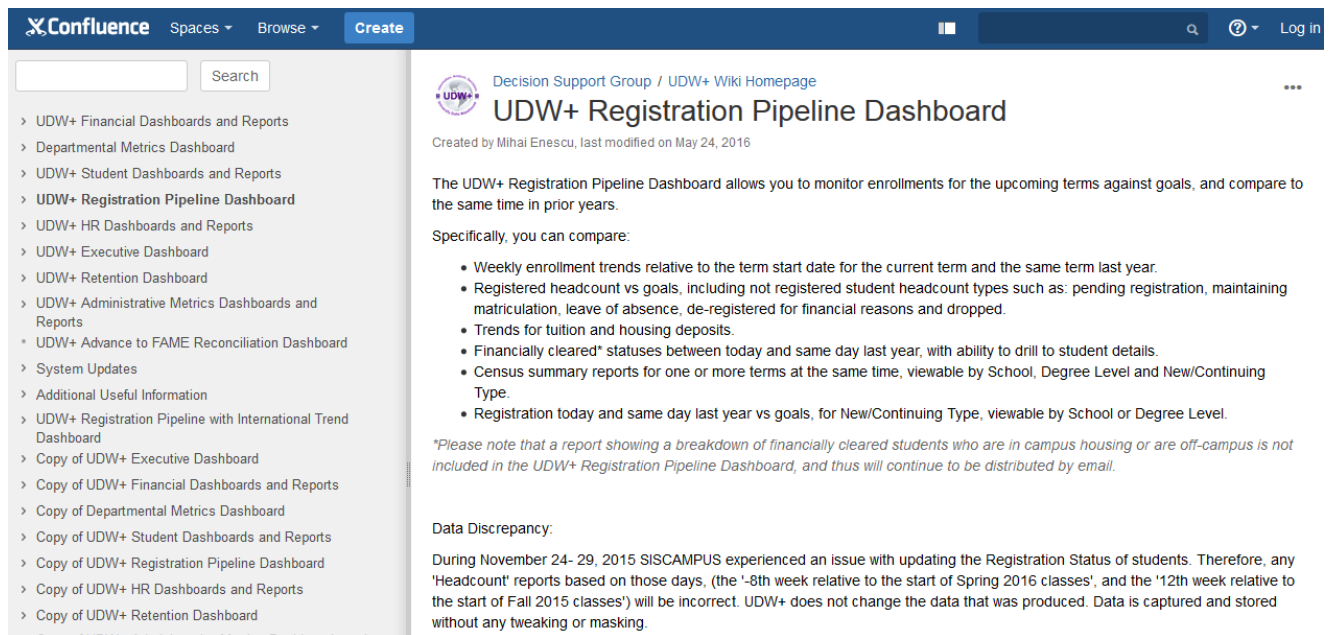 Confluence Spaces Browse Create Log in
Search
UDW+ Financial Dashboards and Reports
Departmental Metrics Dashboard
UDW+ Student Dashboards and Reports
UDW+ Registration Pipeline Dashboard
UDW+ HR Dashboards and Reports
UDW+ Executive Dashboard
UDW+ Retention Dashboard
UDW+ Administrative Metrics Dashboards and
Reports
UDW+ Advance to FAME Reconciliation Dashboard
System Updates
Additional Useful Information
UDW+ Registration Pipeline with International Trend
Dashboard
Copy of UDW+ Executive Dashboard
Copy of UDW+ Financial Dashboards and Reports
Copy of Departmental Metrics Dashboard
Copy of UDW+ Student Dashboards and Reports
Copy of UDW+ Registration Pipeline Dashboard
Copy of UDW+ HR Dashboards and Reports
Copy of UDW+ Retention Dashboard
UDW+
Decision Support Group / UDW+ Wiki Homepage
UDW+ Registration Pipeline Dashboard
Created by Mihai Enescu, last modified on May 24, 2016
The UDW+ Registration Pipeline Dashboard allows you to monitor enrollments for the upcoming terms against goals, and compare to
the same time in prior years.
Specifically, you can compare:
• Weekly enrollment trends relative to the term start date for the current term and the same term last year.
• Registered headcount vs goals, including not registered student headcount types such as: pending registration, maintaining
matriculation, leave of absence, de-registered for financial reasons and dropped.
• Trends for tuition and housing deposits.
• Financially cleared* statuses between today and same day last year, with ability to drill to student details.
• Census summary reports for one or more terms at the same time, viewable by School, Degree Level and New/Continuing
Type.
• Registration today and same day last year vs goals, for New/Continuing Type, viewable by School or Degree Level.
*Please note that a report showing a breakdown of financially cleared students who are in campus housing or are off-campus is not
included in the UDW+ Registration Pipeline Dashboard, and thus will continue to be distributed by email.
Data Discrepancy:
During November 24- 29, 2015 SISCAMPUS experienced an issue with updating the Registration Status of students. Therefore, any
'Headcount' reports based on those days, (the '-8th week relative to the start of Spring 2016 classes', and the '12th week relative to
the start of Fall 2015 classes') will be incorrect. UDW+ does not change the data that was produced. Data is captured and stored
without any tweaking or masking.